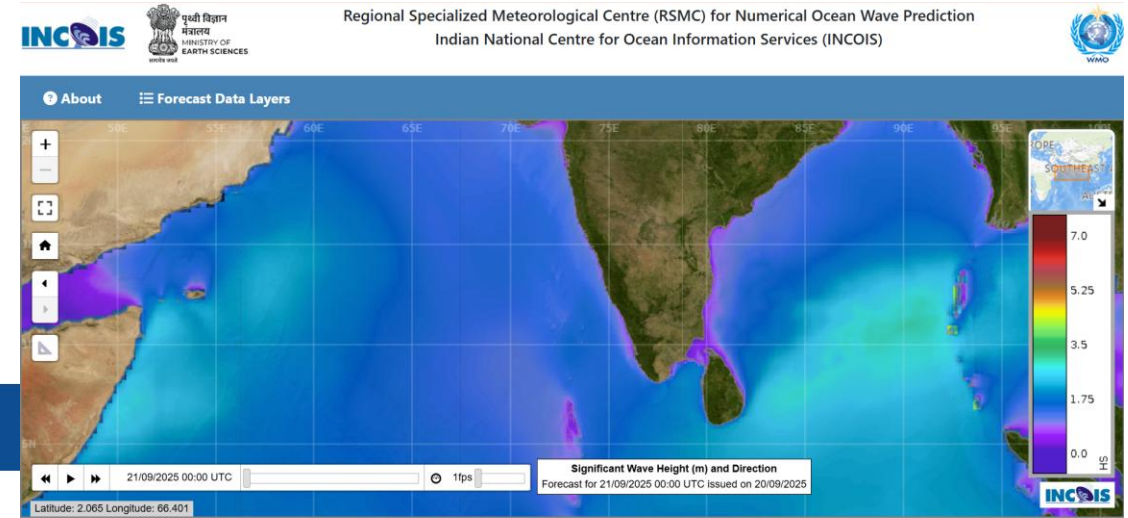 INCOIS
पृथ्वी विज्ञान
मंत्रालय
MINISTRY OF
EARTH SCIENCES
सत्यमेव जयते
Regional Specialized Meteorological Centre (RSMC) for Numerical Ocean Wave Prediction
Indian National Centre for Ocean Information Services (INCOIS)
WMO
About
Forecast Data Layers
50E 55E 60E 65E 70E 75E 80E 85E 90E 95E
SOUTHEAST
7.0
5.25
3.5
1.75
0.0
HS
5N
21/09/2025 00:00 UTC
1fps
Significant Wave Height (m) and Direction
Forecast for 21/09/2025 00:00 UTC issued on 20/09/2025
Latitude: 2.065 Longitude: 66.401
INCOIS